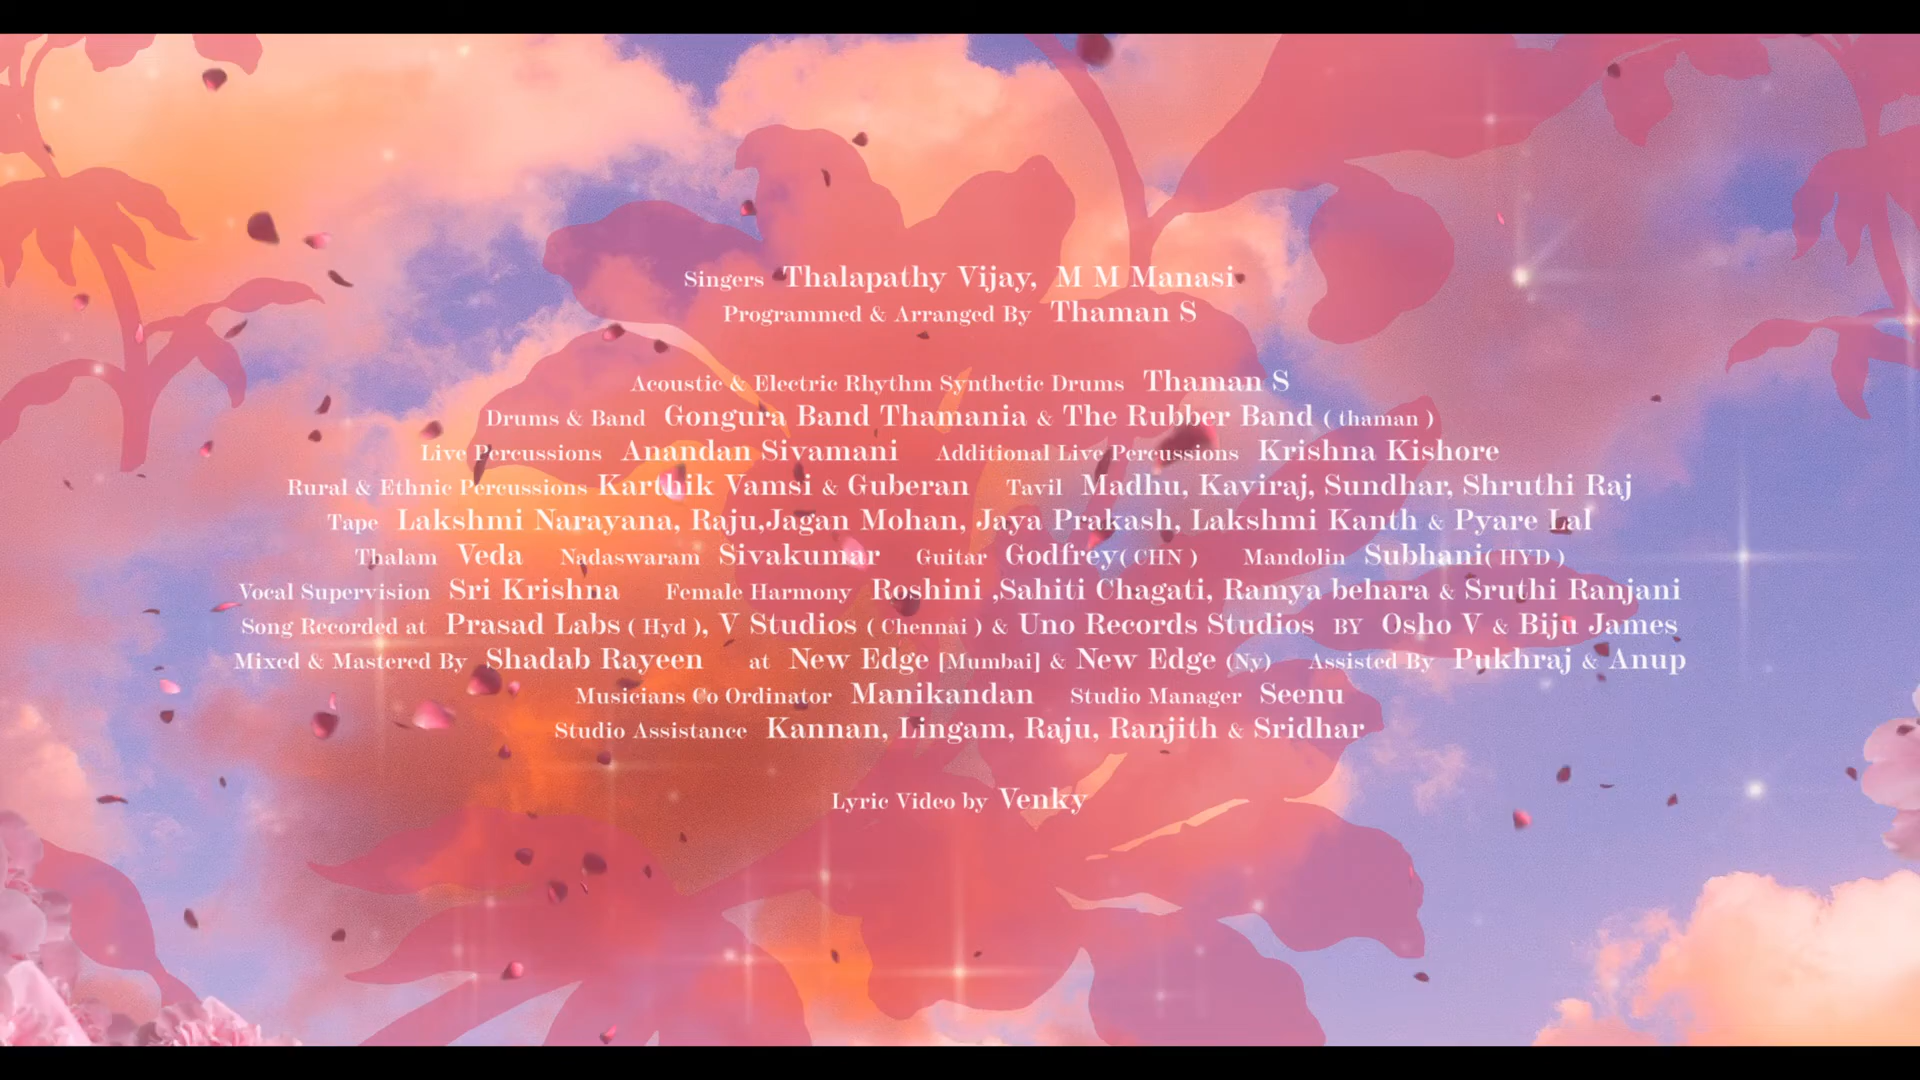 Singers Thalapathy Vijay, M M Manasi
Programmed & Arranged By Thaman S
Acoustic & Electric Rhythm Synthetic Drums Thaman S
Drums & Band Gongura Band Thamania & The Rubber Band ( thaman )
Live Percussions Anandan Sivamani Additional Live Percussions Krishna Kishore
Rural & Ethnic Percussions Karthik Vamsi & Guberan Tavil Madhu, Kaviraj, Sundhar, Shruthi Raj
Tape Lakshmi Narayana, Raju,Jagan Mohan, Jaya Prakash, Lakshmi Kanth & Pyare Lal
Thalam Veda Nadaswaram Sivakumar Guitar Godfrey( CHN ) Mandolin Subhani( HYD )
Vocal Supervision Sri Krishna Female Harmony Roshini ,Sahiti Chagati, Ramya behara & Sruthi Ranjani
Song Recorded at Prasad Labs ( Hyd ), V Studios ( Chennai ) & Uno Records Studios BY Osho V & Biju James
Mixed & Mastered By Shadab Rayeen at New Edge [Mumbai] & New Edge (Ny) Assisted By Pukhraj & Anup
Musicians Co Ordinator Manikandan Studio Manager Seenu
Studio Assistance Kannan, Lingam, Raju, Ranjith & Sridhar
Lyric Video by Venky